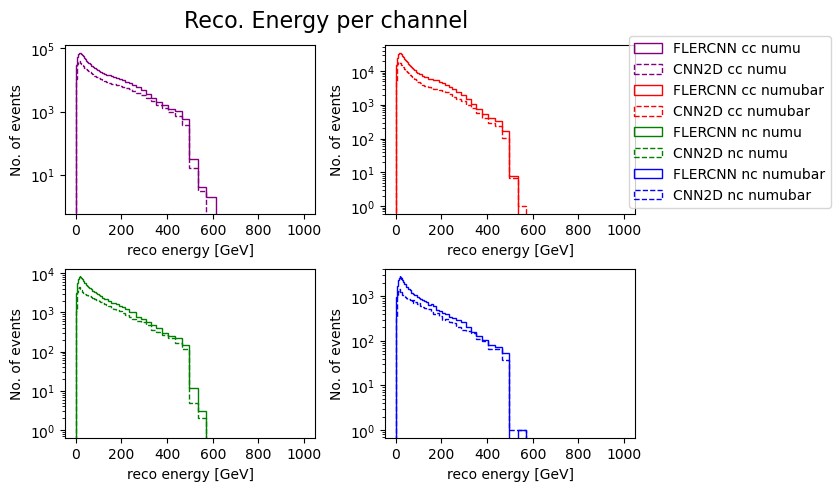 Reco. Energy per channel
No. of events
10^5
10^3
10^1
0 200 400 600 800 1000
reco energy [GeV]
No. of events
10^4
10^3
10^2
10^1
10^0
0 200 400 600 800 1000
reco energy [GeV]
FLERCNN cc numu
CNN2D cc numu
FLERCNN cc numubar
CNN2D cc numubar
FLERCNN nc numu
CNN2D nc numu
FLERCNN nc numubar
CNN2D nc numubar
No. of events
10^4
10^3
10^2
10^1
10^0
0 200 400 600 800 1000
reco energy [GeV]
No. of events
10^3
10^2
10^1
10^0
0 200 400 600 800 1000
reco energy [GeV]